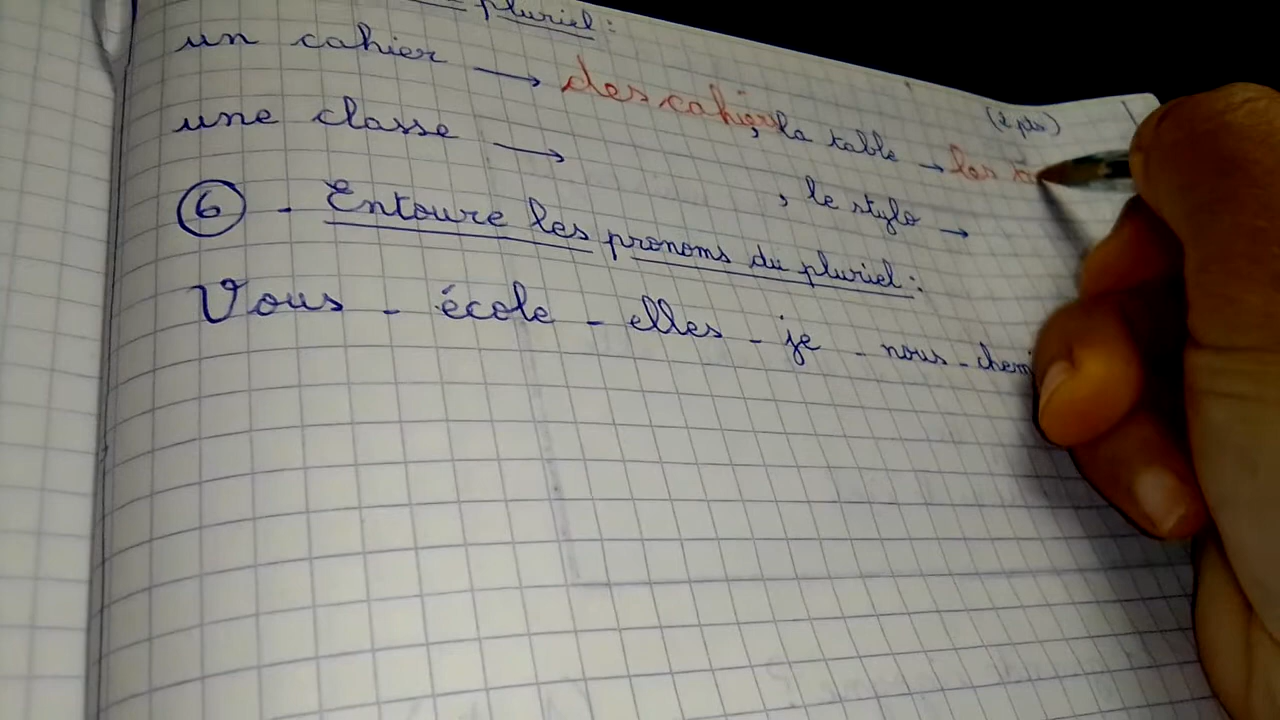 pluriel :
un cahier → des cahiers, la table → les
(2 pts)
une classe → , le stylo →
6 - Entoure les pronoms du pluriel :
Vous - école - elles - je - nous - chem